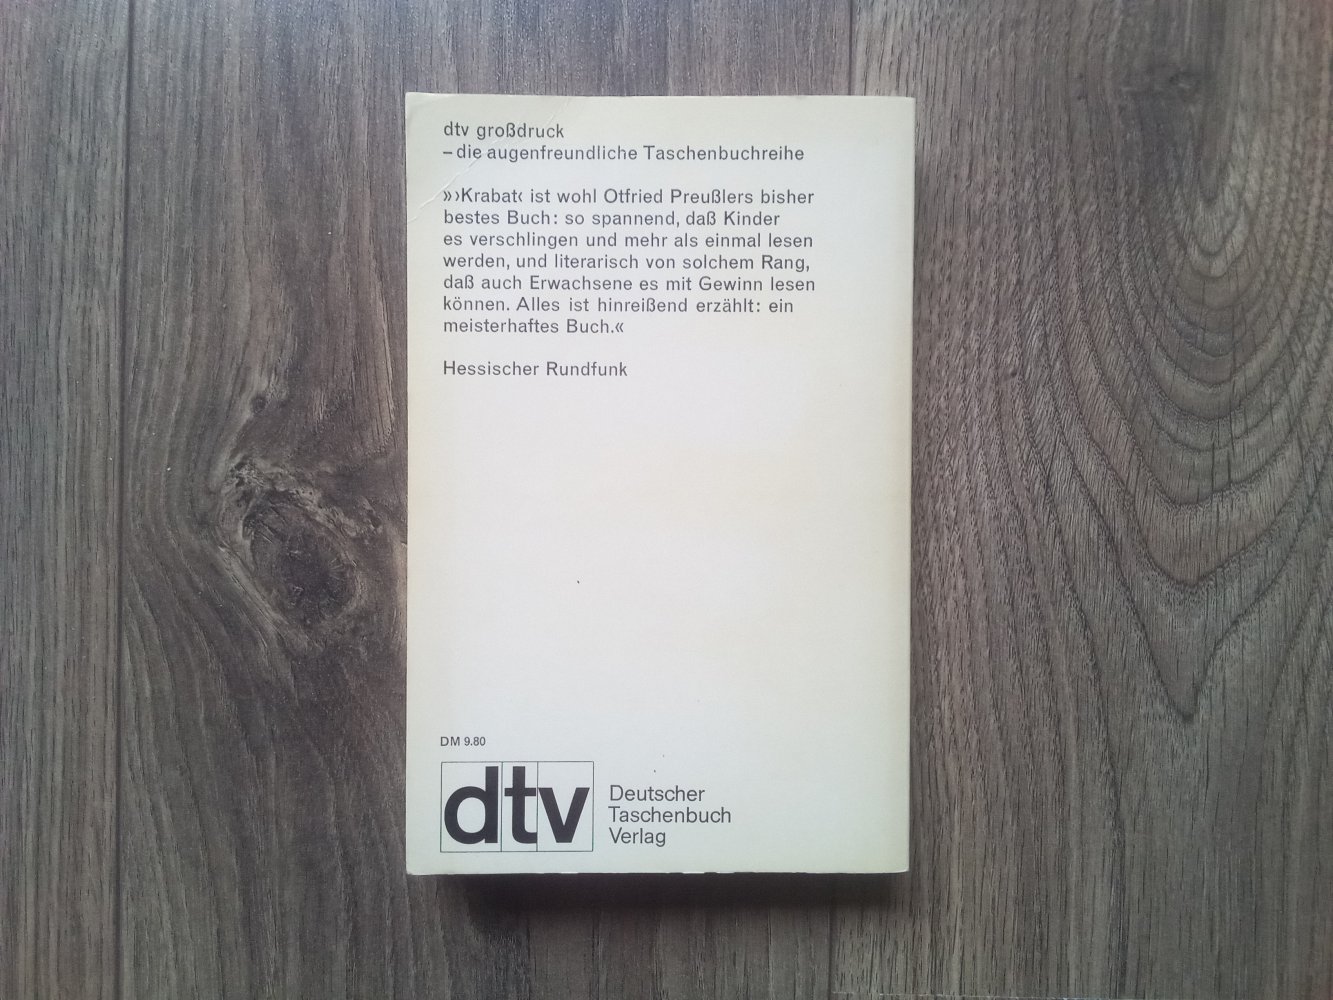 dtv großdruck
– die augenfreundliche Taschenbuchreihe
»›Krabat‹ ist wohl Otfried Preußlers bisher
bestes Buch: so spannend, daß Kinder
es verschlingen und mehr als einmal lesen
werden, und literarisch von solchem Rang,
daß auch Erwachsene es mit Gewinn lesen
können. Alles ist hinreißend erzählt: ein
meisterhaftes Buch.«
Hessischer Rundfunk
DM 9.80
dtv
Deutscher
Taschenbuch
Verlag